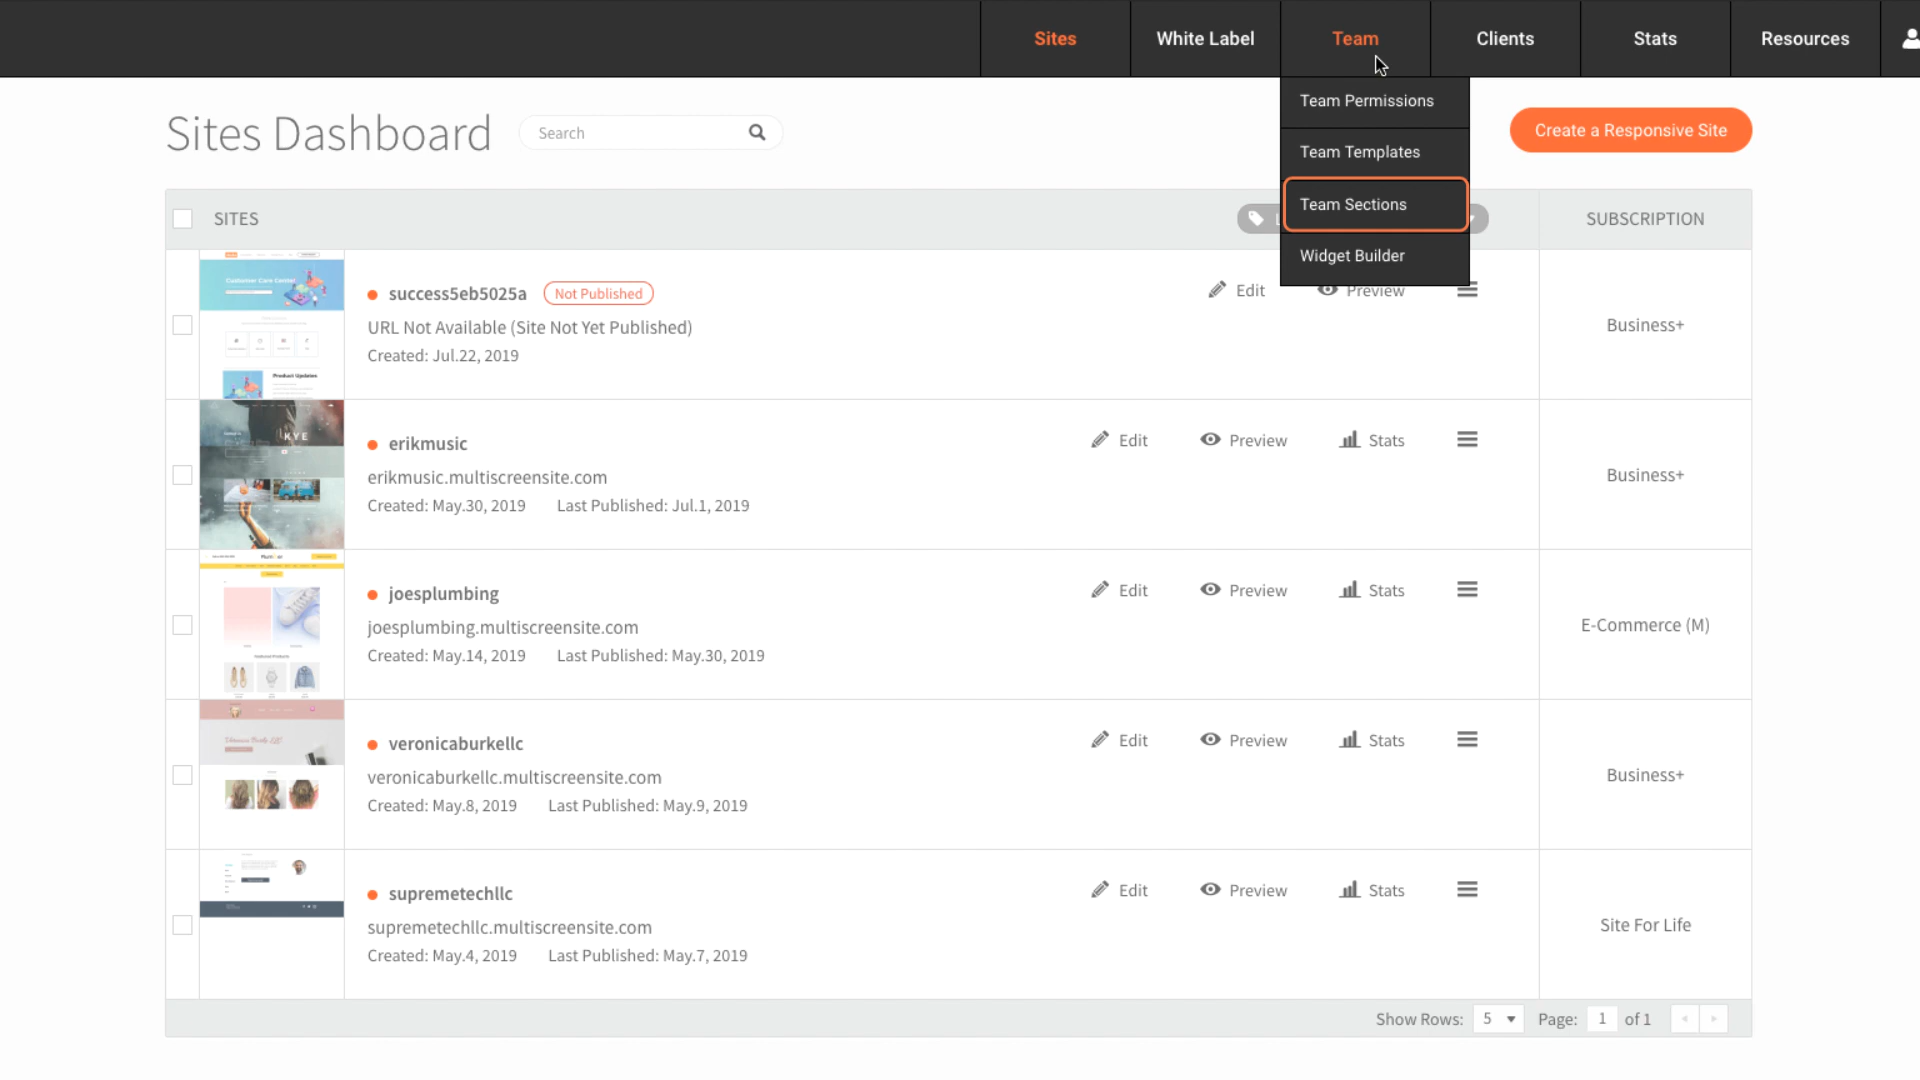 Sites
White Label
Team
Clients
Stats
Resources
Team Permissions
Team Templates
Team Sections
Widget Builder
Sites Dashboard
Search
Create a Responsive Site
SITES
SUBSCRIPTION
Customer Care Center
Product Updates
success5eb5025a
Not Published
URL Not Available (Site Not Yet Published)
Created: Jul.22, 2019
Edit
Preview
Business+
KYE
erikmusic
erikmusic.multiscreensite.com
Created: May.30, 2019 Last Published: Jul.1, 2019
Edit
Preview
Stats
Business+
joesplumbing
joesplumbing.multiscreensite.com
Created: May.14, 2019 Last Published: May.30, 2019
Edit
Preview
Stats
E-Commerce (M)
veronicaburkellc
veronicaburkellc.multiscreensite.com
Created: May.8, 2019 Last Published: May.9, 2019
Edit
Preview
Stats
Business+
supremetechllc
supremetechllc.multiscreensite.com
Created: May.4, 2019 Last Published: May.7, 2019
Edit
Preview
Stats
Site For Life
Show Rows: 5 Page: 1 of 1